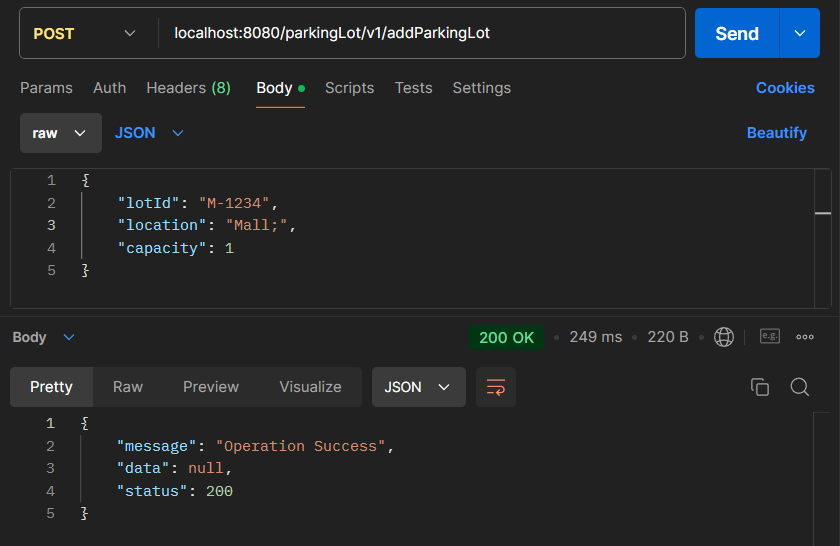 POST localhost:8080/parkingLot/v1/addParkingLot Send
Params Auth Headers (8) Body Scripts Tests Settings Cookies
raw JSON Beautify
1 {
2 "lotId": "M-1234",
3 "location": "Mall;",
4 "capacity": 1
5 }
Body 200 OK 249 ms 220 B e.g.
Pretty Raw Preview Visualize JSON
1 {
2 "message": "Operation Success",
3 "data": null,
4 "status": 200
5 }